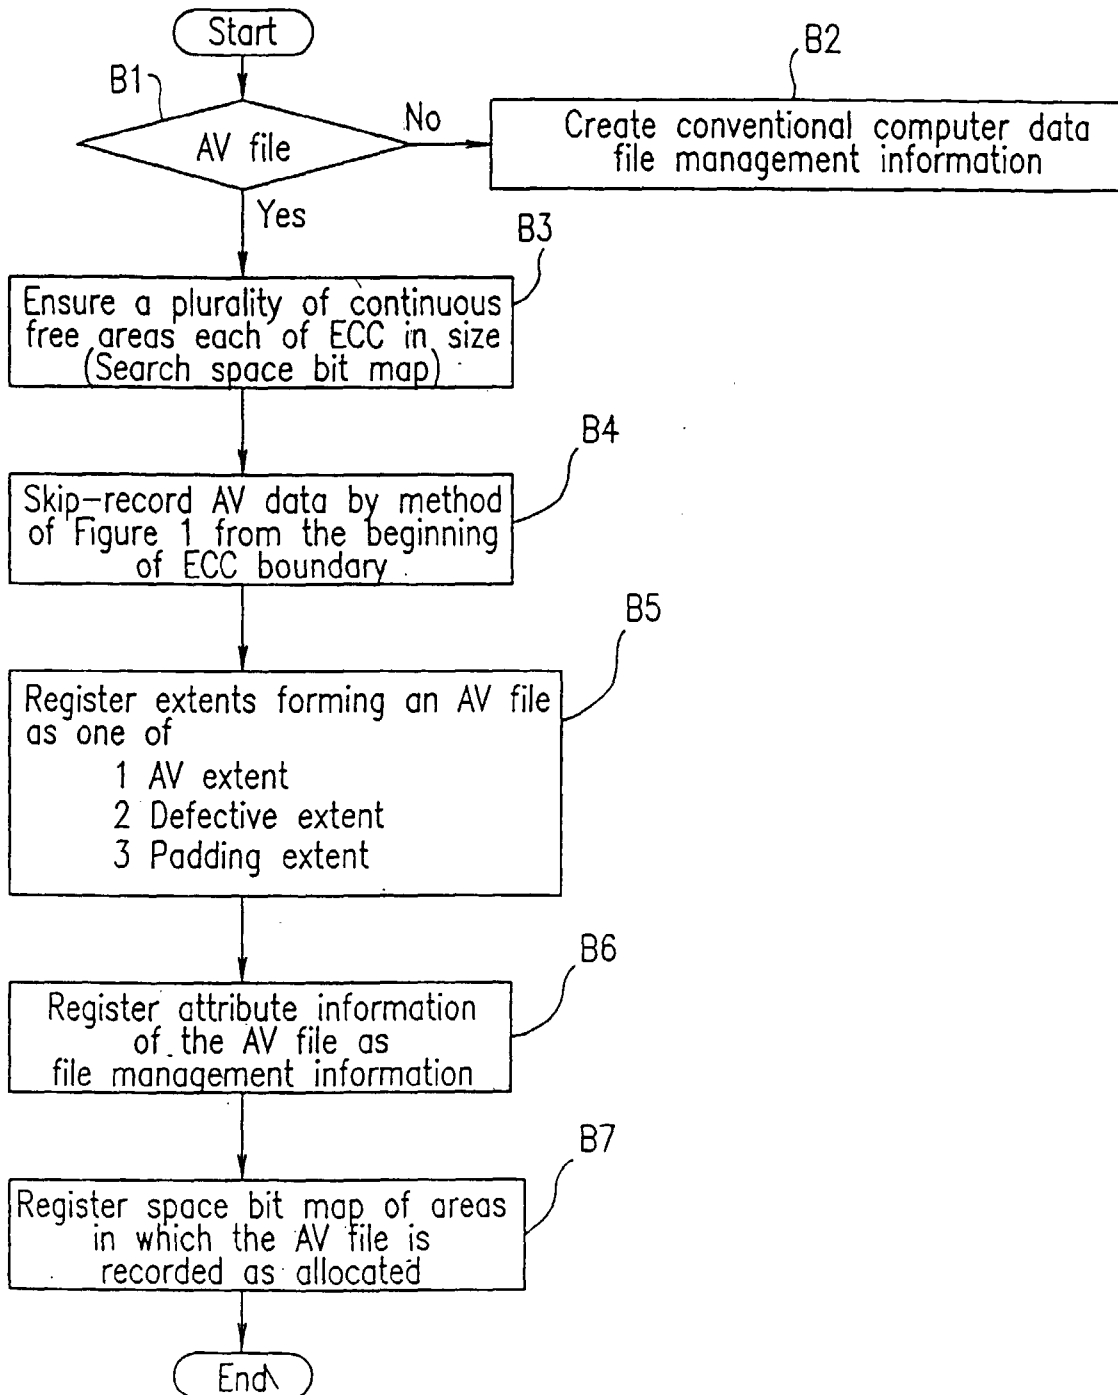 Start
B1
AV file
No
B2
Create conventional computer data
file management information
Yes
B3
Ensure a plurality of continuous
free areas each of ECC in size
(Search space bit map)
B4
Skip-record AV data by method
of Figure 1 from the beginning
of ECC boundary
B5
Register extents forming an AV file
as one of
1 AV extent
2 Defective extent
3 Padding extent
B6
Register attribute information
of the AV file as
file management information
B7
Register space bit map of areas
in which the AV file is
recorded as allocated
End